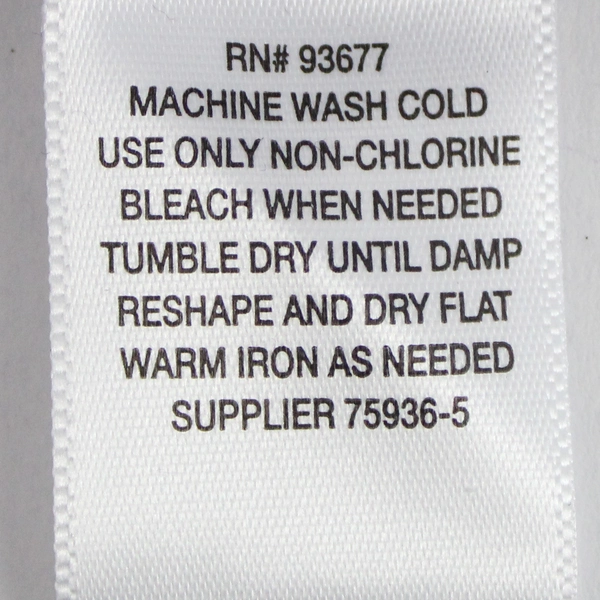 RN# 93677
MACHINE WASH COLD
USE ONLY NON-CHLORINE
BLEACH WHEN NEEDED
TUMBLE DRY UNTIL DAMP
RESHAPE AND DRY FLAT
WARM IRON AS NEEDED
SUPPLIER 75936-5